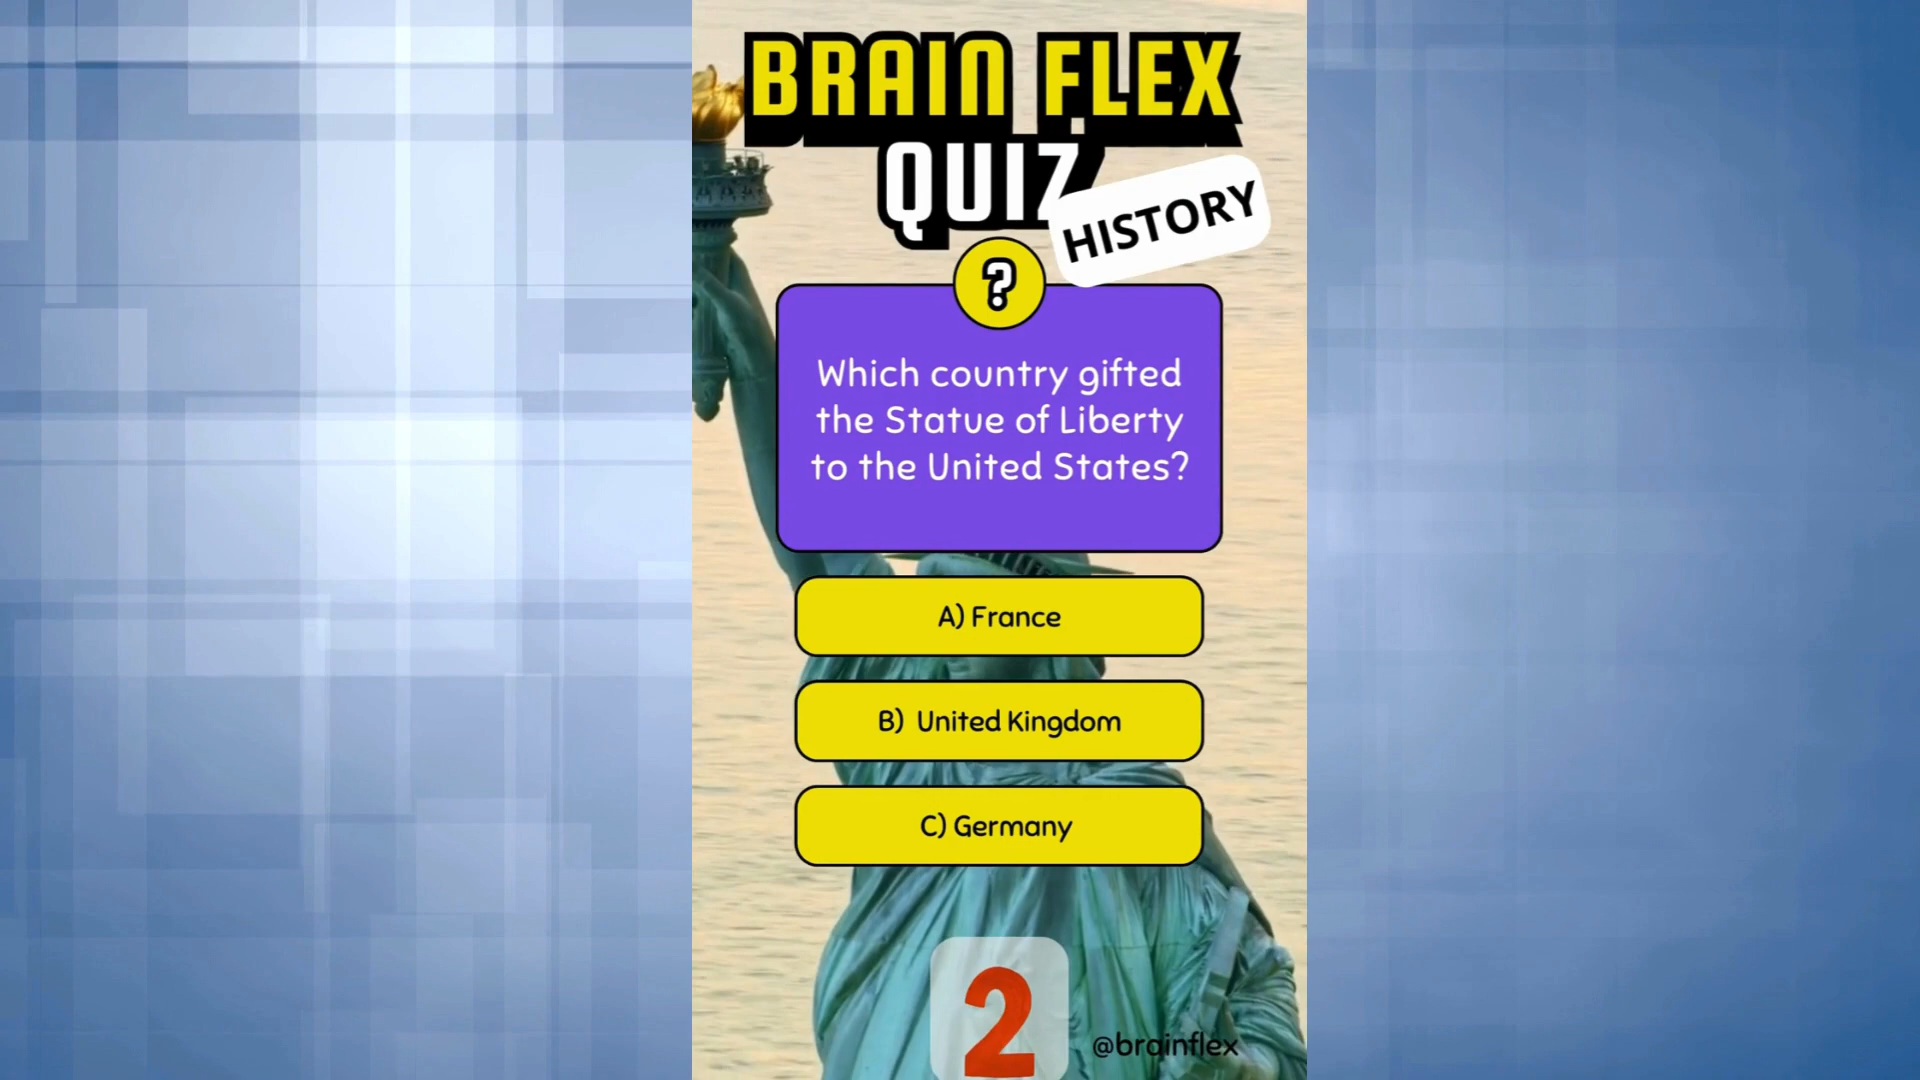 BRAIN FLEX
QUIZ
HISTORY
?
Which country gifted
the Statue of Liberty
to the United States?
A) France
B) United Kingdom
C) Germany
2
@brainflex